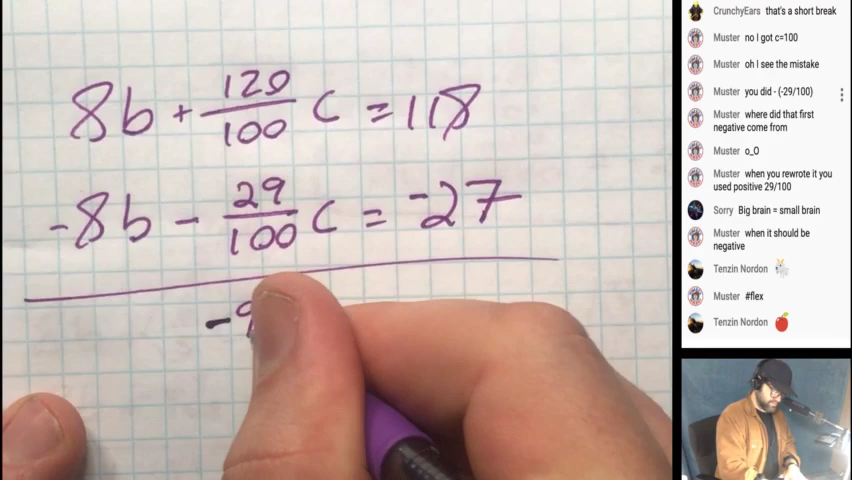 8b + 120/100 c = 118
-8b - 29/100 c = -27
-9
CrunchyEars that's a short break
Muster no I got c=100
Muster oh I see the mistake
Muster you did - (-29/100)
Muster where did that first
negative come from
Muster o_O
Muster when you rewrote it you
used positive 29/100
Sorry Big brain = small brain
Muster when it should be
negative
Tenzin Nordon 🐇
Muster #flex
Tenzin Nordon 🍎